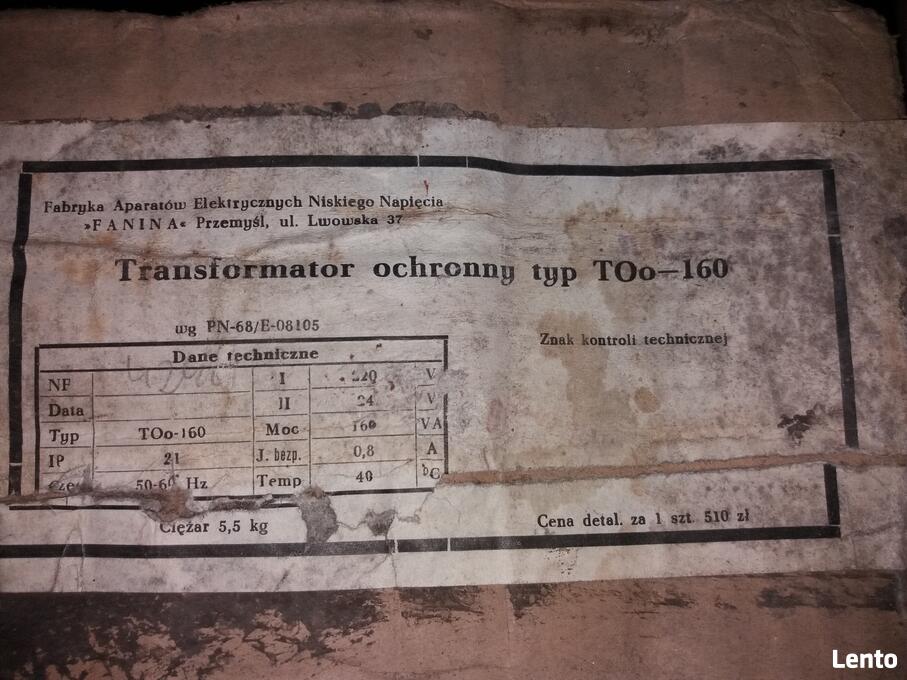 Fabryka Aparatów Elektrycznych Niskiego Napięcia
»FANINA« Przemyśl, ul. Lwowska 37
Transformator ochronny typ TOo—160
wg PN-68/E-08105
Znak kontroli technicznej
Dane techniczne
NF I 220 V
Data II 24 V
Typ TOo-160 Moc 160 VA
IP 21 J. bezp. 0,8 A
50-60 Hz Temp 40 °C
Ciężar 5,5 kg
Cena detal. za 1 szt. 510 zł
Lento